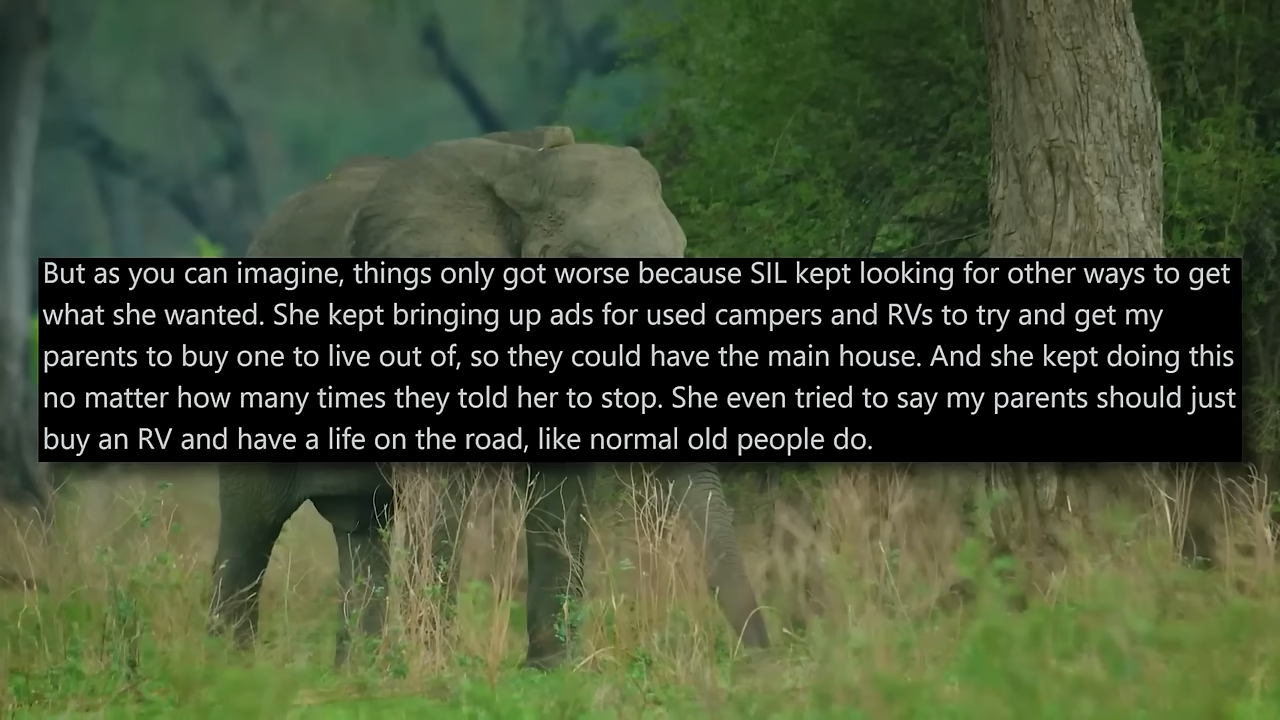 But as you can imagine, things only got worse because SIL kept looking for other ways to get
what she wanted. She kept bringing up ads for used campers and RVs to try and get my
parents to buy one to live out of, so they could have the main house. And she kept doing this
no matter how many times they told her to stop. She even tried to say my parents should just
buy an RV and have a life on the road, like normal old people do.